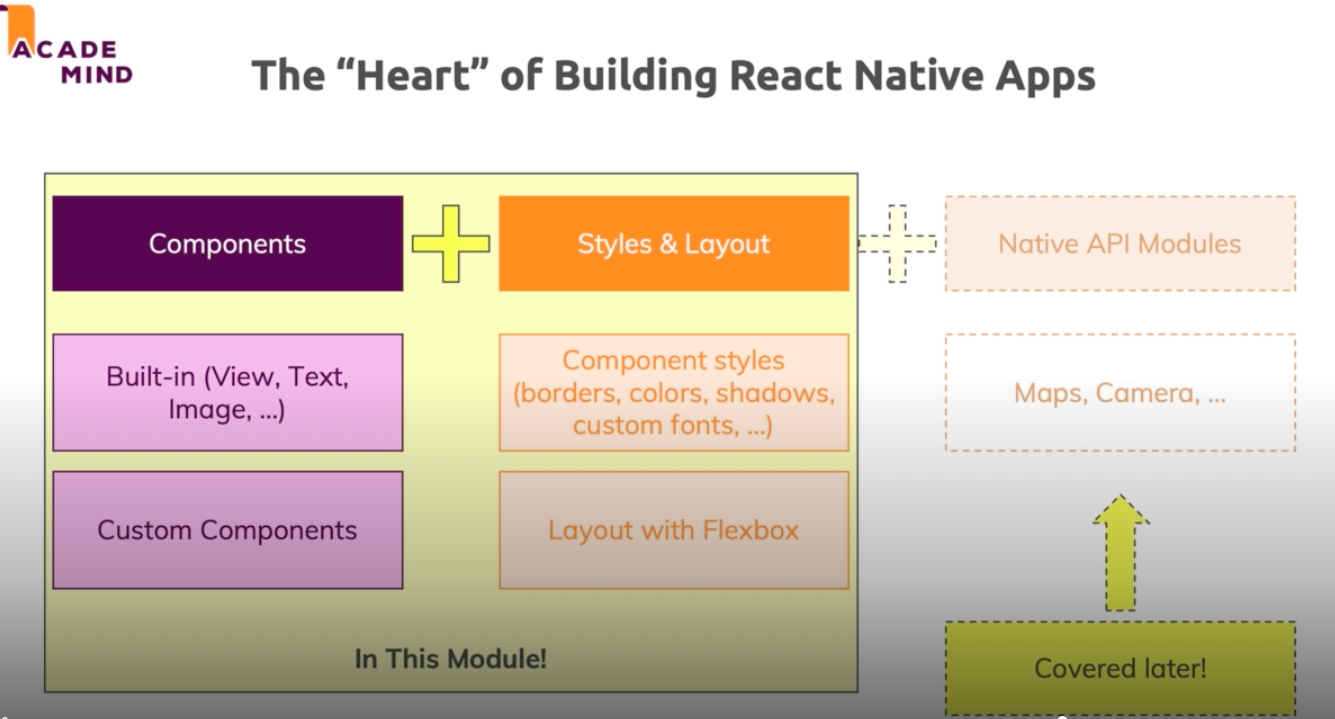 ACADE
MIND
The “Heart” of Building React Native Apps
Components
Styles & Layout
Native API Modules
Built-in (View, Text,
Image, ...)
Component styles
(borders, colors, shadows,
custom fonts, ...)
Maps, Camera, ...
Custom Components
Layout with Flexbox
In This Module!
Covered later!